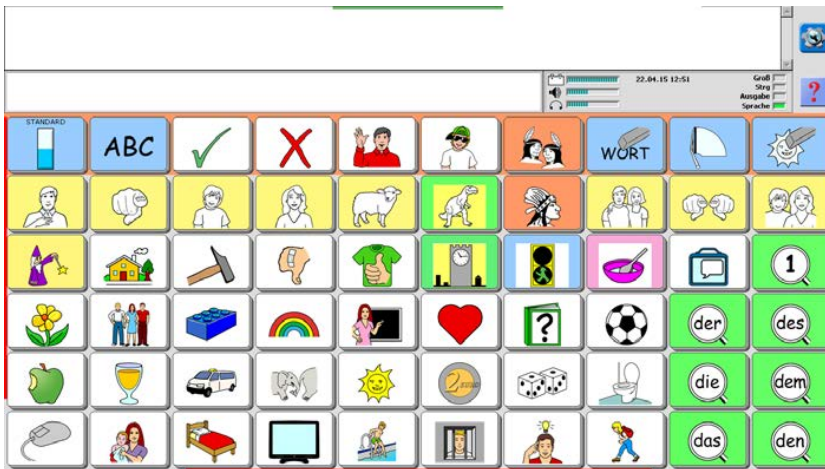 22.04.15 12:51
Groß
Strg
Ausgabe
Sprache
?
STANDARD
ABC
WORT
1
?
der
des
2
die
dem
das
den